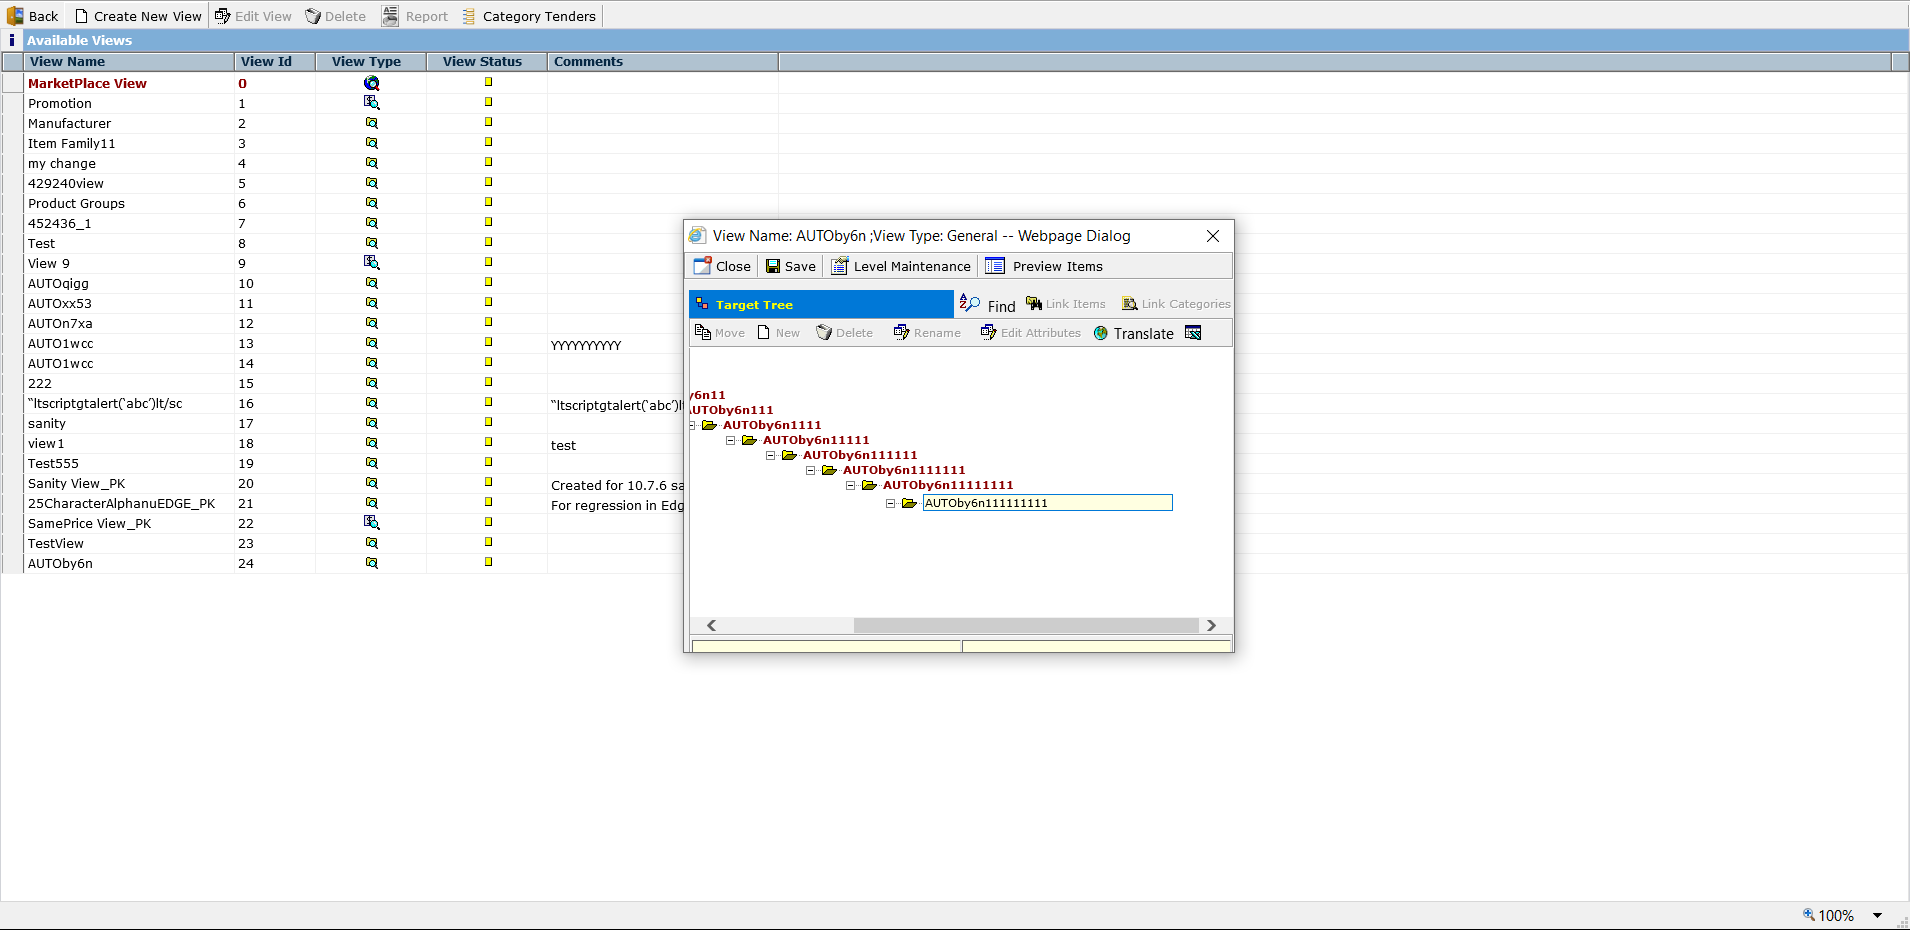 Back Create New View Edit View Delete Report Category Tenders
i Available Views
View Name View Id View Type View Status Comments
MarketPlace View 0
Promotion 1
Manufacturer 2
Item Family11 3
my change 4
429240view 5
Product Groups 6
452436_1 7
Test 8
View 9 9
AUTOqigg 10
AUTOxx53 11
AUTOn7xa 12
AUTO1wcc 13 YYYYYYYYYY
AUTO1wcc 14
222 15
“ltscriptgtalert(‘abc’)lt/sc 16 “ltscriptgtalert(‘abc’)l
sanity 17
view1 18 test
Test555 19
Sanity View_PK 20 Created for 10.7.6 sa
25CharacterAlphanuEDGE_PK 21 For regression in Edg
SamePrice View_PK 22
TestView 23
AUTOby6n 24
View Name: AUTOby6n ;View Type: General -- Webpage Dialog
Close Save Level Maintenance Preview Items
Target Tree Find Link Items Link Categories
Move New Delete Rename Edit Attributes Translate
y6n11
AUTOby6n111
AUTOby6n1111
AUTOby6n11111
AUTOby6n111111
AUTOby6n1111111
AUTOby6n11111111
AUTOby6n111111111
100%